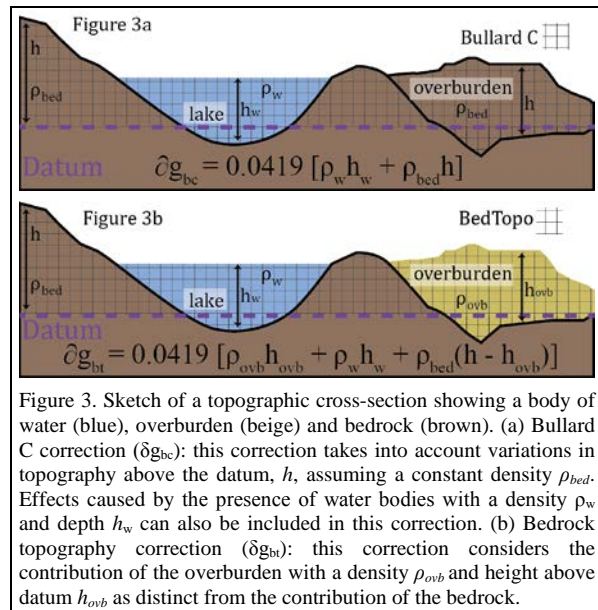 Figure 3a
Bullard C
h
ρbed
ρw
hw
lake
overburden
ρbed
h
Datum
∂gbc = 0.0419 [ρwhw + ρbedh]
Figure 3b
BedTopo
h
ρbed
ρw
hw
lake
overburden
ρovb
hovb
Datum
∂gbt = 0.0419 [ρovbhovb + ρwhw + ρbed(h - hovb)]
Figure 3. Sketch of a topographic cross-section showing a body of
water (blue), overburden (beige) and bedrock (brown). (a) Bullard
C correction (δgbc): this correction takes into account variations in
topography above the datum, h, assuming a constant density ρbed.
Effects caused by the presence of water bodies with a density ρw
and depth hw can also be included in this correction. (b) Bedrock
topography correction (δgbt): this correction considers the
contribution of the overburden with a density ρovb and height above
datum hovb as distinct from the contribution of the bedrock.